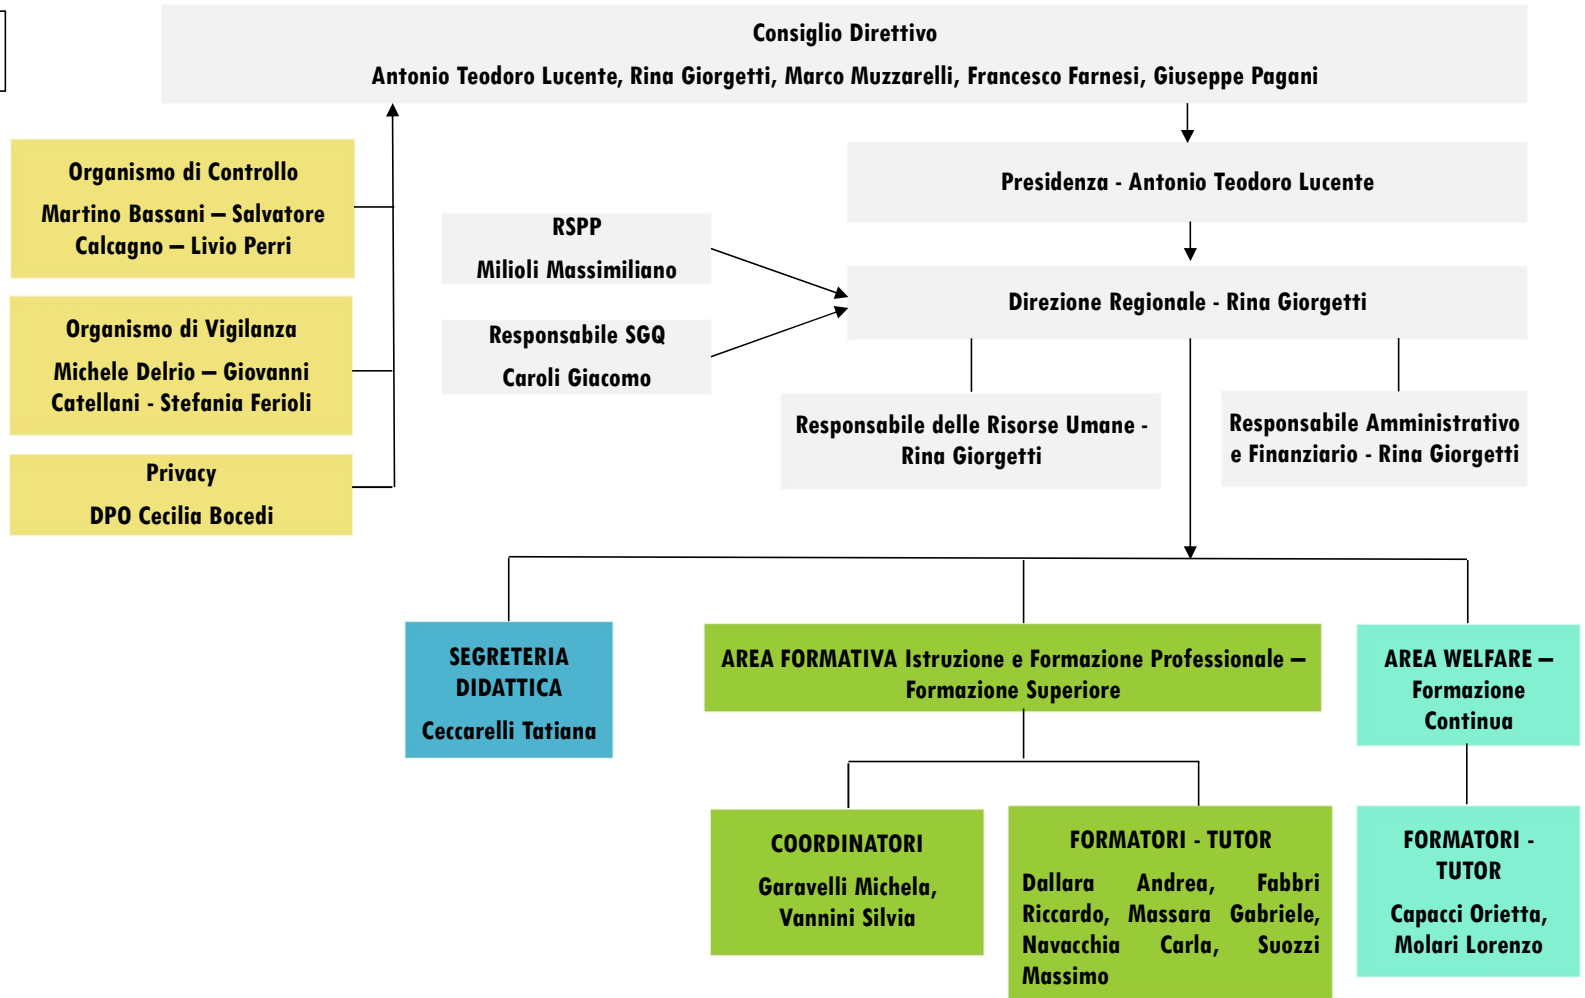 Consiglio Direttivo
Antonio Teodoro Lucente, Rina Giorgetti, Marco Muzzarelli, Francesco Farnesi, Giuseppe Pagani
Organismo di Controllo
Martino Bassani – Salvatore
Calcagno – Livio Perri
Organismo di Vigilanza
Michele Delrio – Giovanni
Catellani - Stefania Ferioli
Privacy
DPO Cecilia Bocedi
Presidenza - Antonio Teodoro Lucente
RSPP
Milioli Massimiliano
Responsabile SGQ
Caroli Giacomo
Direzione Regionale - Rina Giorgetti
Responsabile delle Risorse Umane -
Rina Giorgetti
Responsabile Amministrativo
e Finanziario - Rina Giorgetti
SEGRETERIA
DIDATTICA
Ceccarelli Tatiana
AREA FORMATIVA Istruzione e Formazione Professionale –
Formazione Superiore
AREA WELFARE –
Formazione
Continua
COORDINATORI
Garavelli Michela,
Vannini Silvia
FORMATORI - TUTOR
Dallara Andrea, Fabbri
Riccardo, Massara Gabriele,
Navacchia Carla, Suozzi
Massimo
FORMATORI -
TUTOR
Capacci Orietta,
Molari Lorenzo